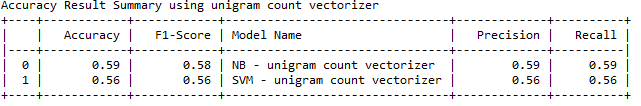 Accuracy Result Summary using unigram count vectorizer
+----+------------+------------+--------------------------------+-------------+----------+
|    |   Accuracy |   F1-Score | Model Name                     |   Precision |   Recall |
|----+------------+------------+--------------------------------+-------------+----------|
|  0 |       0.59 |       0.58 | NB - unigram count vectorizer  |        0.59 |     0.59 |
|  1 |       0.56 |       0.56 | SVM - unigram count vectorizer |        0.56 |     0.56 |
+----+------------+------------+--------------------------------+-------------+----------+